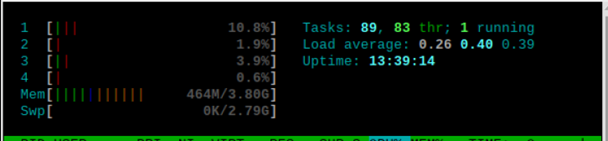 1 [||| 10.8%] Tasks: 89, 83 thr; 1 running
2 [| 1.9%] Load average: 0.26 0.40 0.39
3 [|| 3.9%] Uptime: 13:39:14
4 [| 0.6%]
Mem[||||||||||| 464M/3.80G]
Swp[ 0K/2.79G]